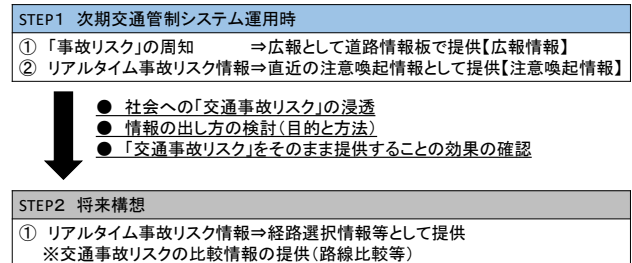 STEP1 次期交通管制システム運用時
① 「事故リスク」の周知 ⇒広報として道路情報板で提供【広報情報】
② リアルタイム事故リスク情報⇒直近の注意喚起情報として提供【注意喚起情報】
● 社会への「交通事故リスク」の浸透
● 情報の出し方の検討（目的と方法）
● 「交通事故リスク」をそのまま提供することの効果の確認
STEP2 将来構想
① リアルタイム事故リスク情報⇒経路選択情報等として提供
※交通事故リスクの比較情報の提供（路線比較等）